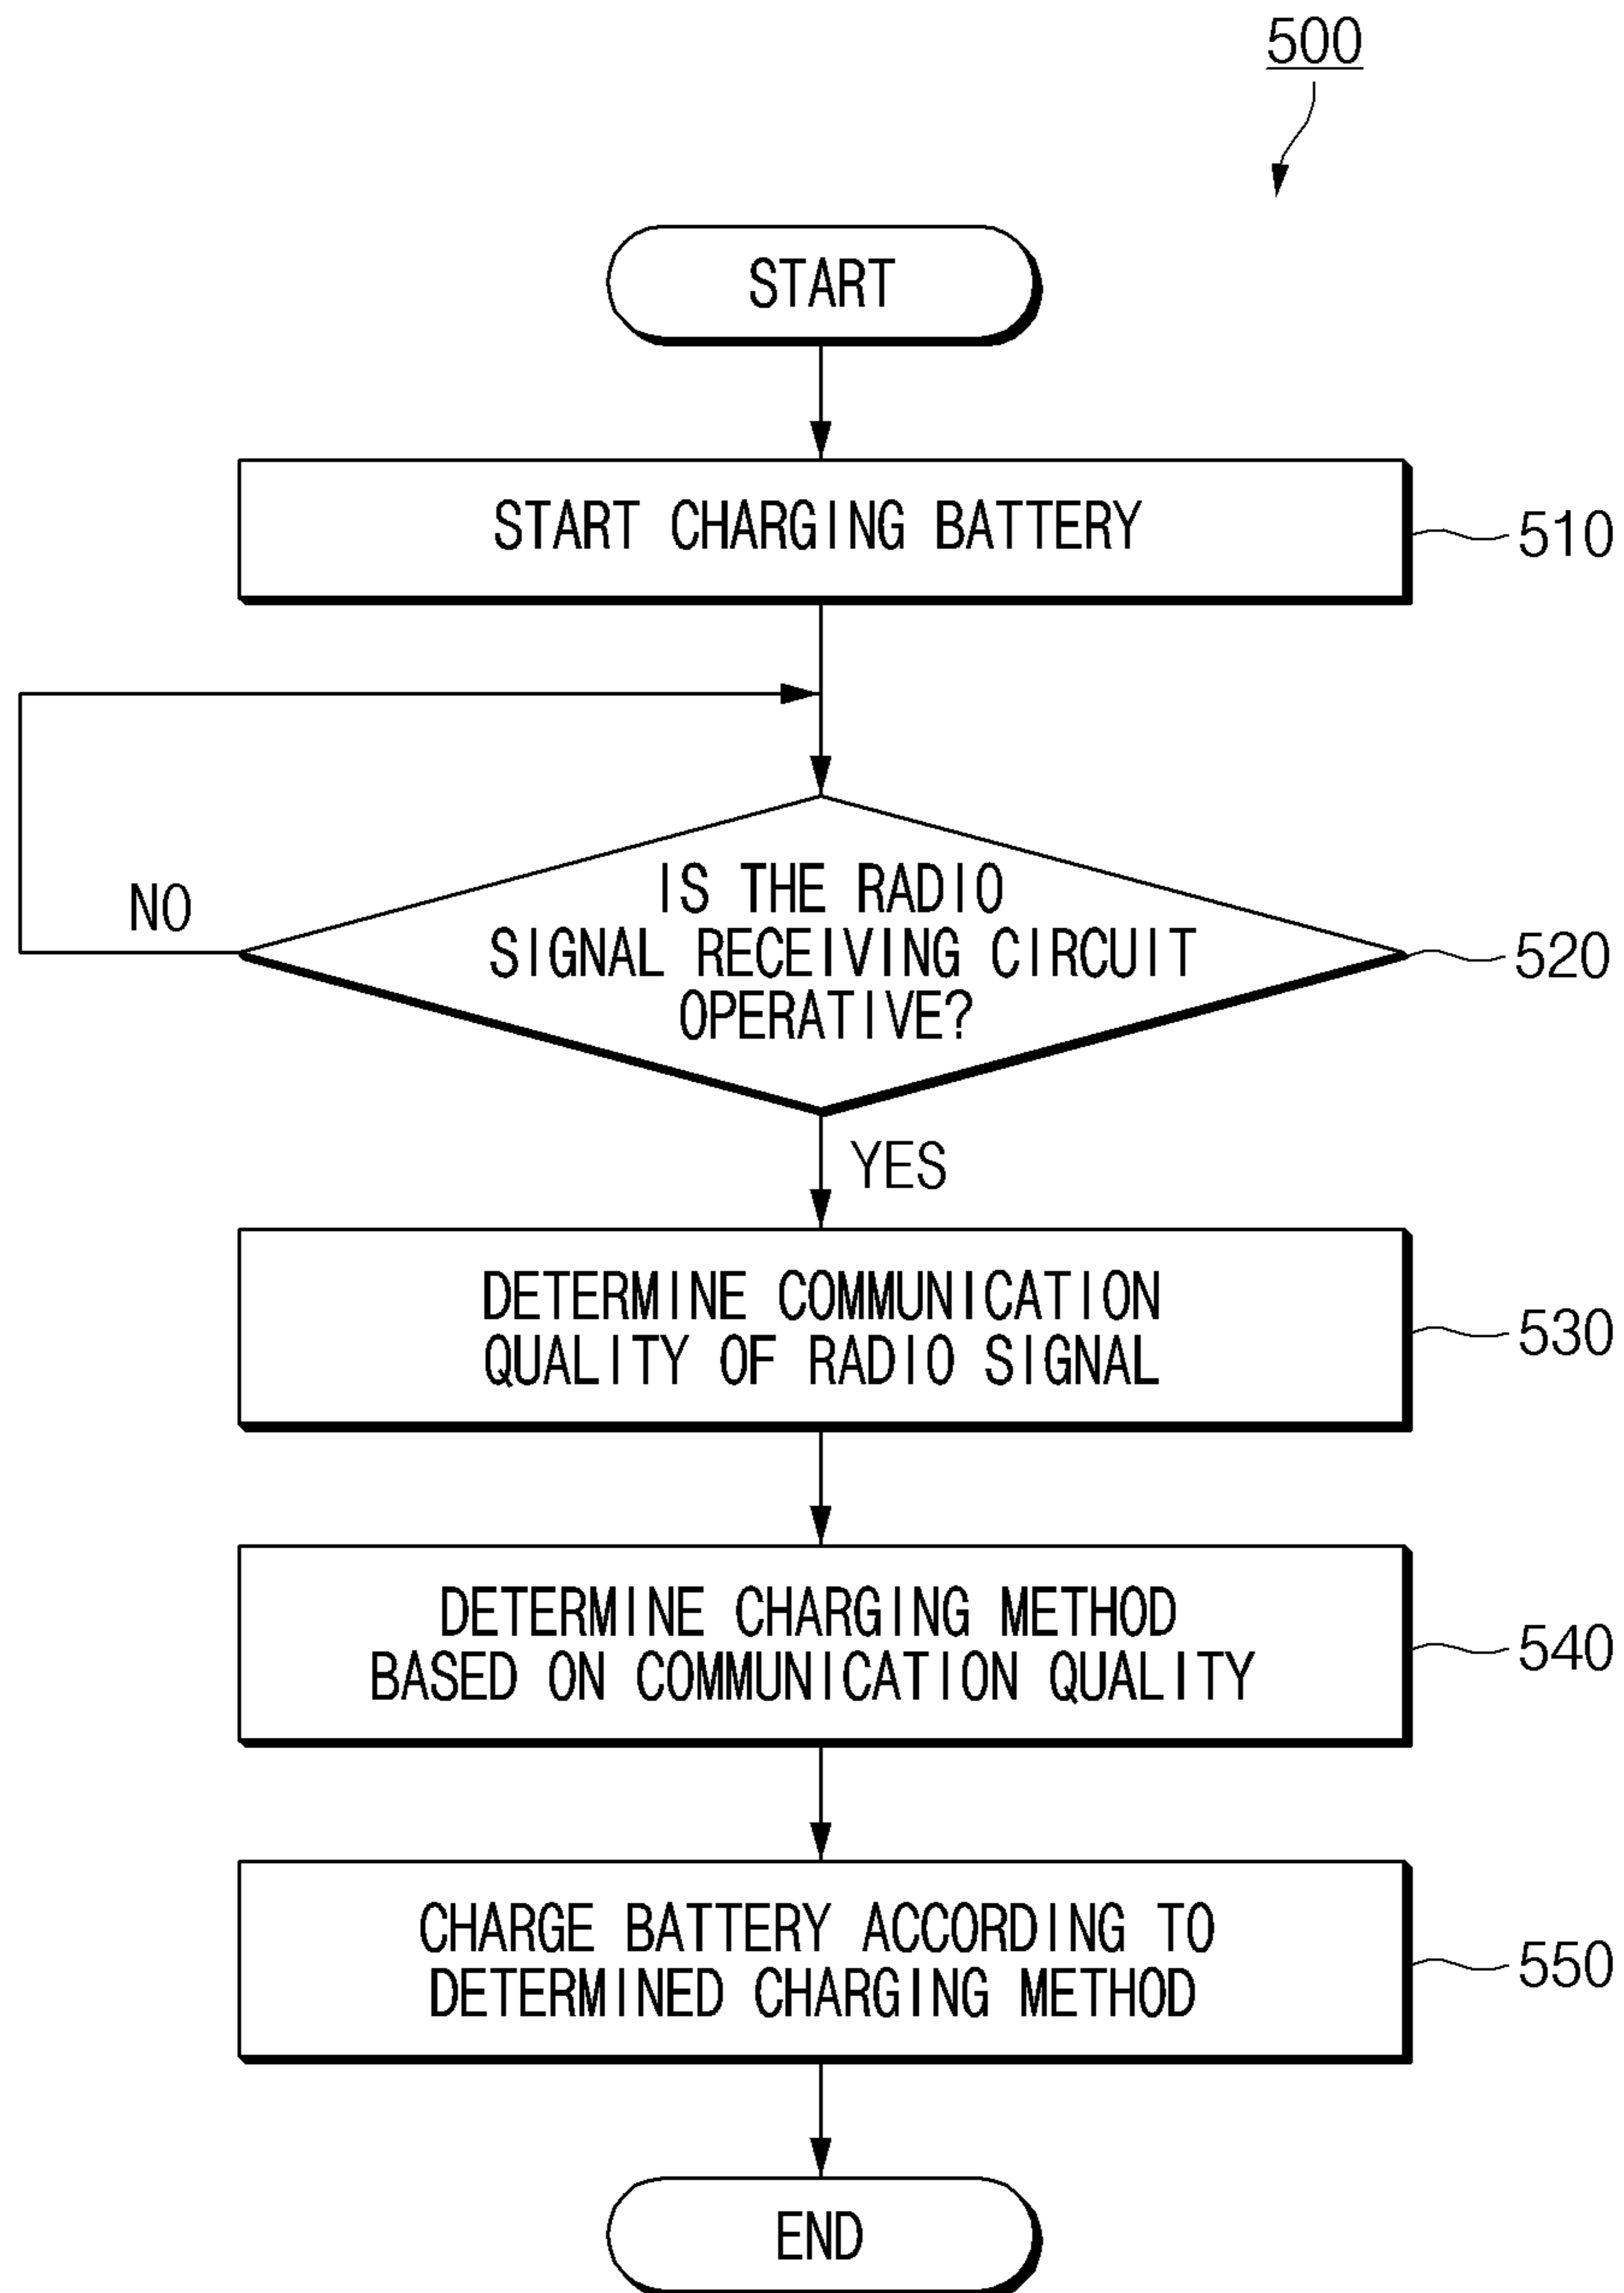 500
START
START CHARGING BATTERY
510
NO
IS THE RADIO
SIGNAL RECEIVING CIRCUIT
OPERATIVE?
520
YES
DETERMINE COMMUNICATION
QUALITY OF RADIO SIGNAL
530
DETERMINE CHARGING METHOD
BASED ON COMMUNICATION QUALITY
540
CHARGE BATTERY ACCORDING TO
DETERMINED CHARGING METHOD
550
END